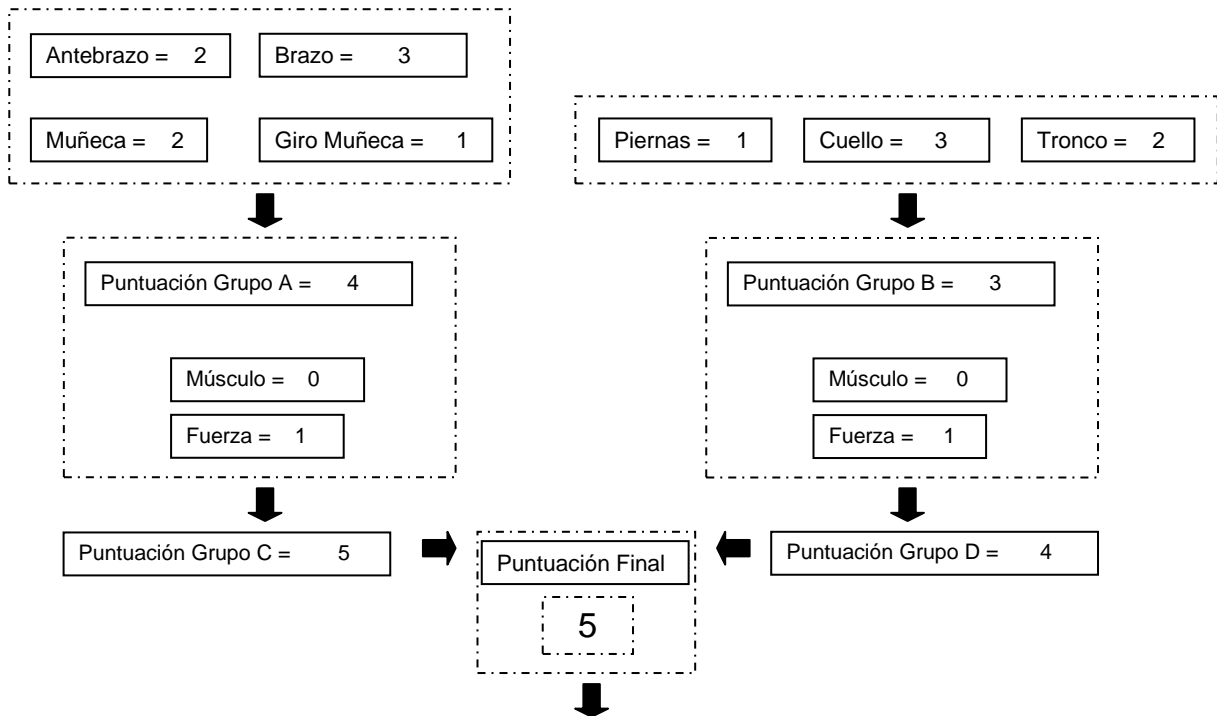 Antebrazo = 2
Brazo = 3
Muñeca = 2
Giro Muñeca = 1
Piernas = 1
Cuello = 3
Tronco = 2
Puntuación Grupo A = 4
Músculo = 0
Fuerza = 1
Puntuación Grupo B = 3
Músculo = 0
Fuerza = 1
Puntuación Grupo C = 5
Puntuación Grupo D = 4
Puntuación Final
5